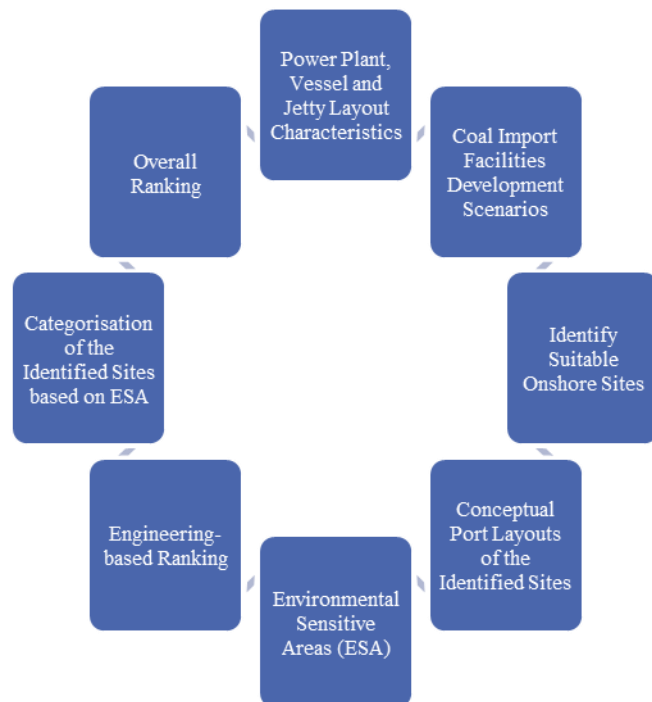 Power Plant,
Vessel and
Jetty Layout
Characteristics
Coal Import
Facilities
Development
Scenarios
Identify
Suitable
Onshore Sites
Conceptual
Port Layouts
of the
Identified Sites
Environmental
Sensitive
Areas (ESA)
Engineering-
based Ranking
Categorisation
of the
Identified Sites
based on ESA
Overall
Ranking